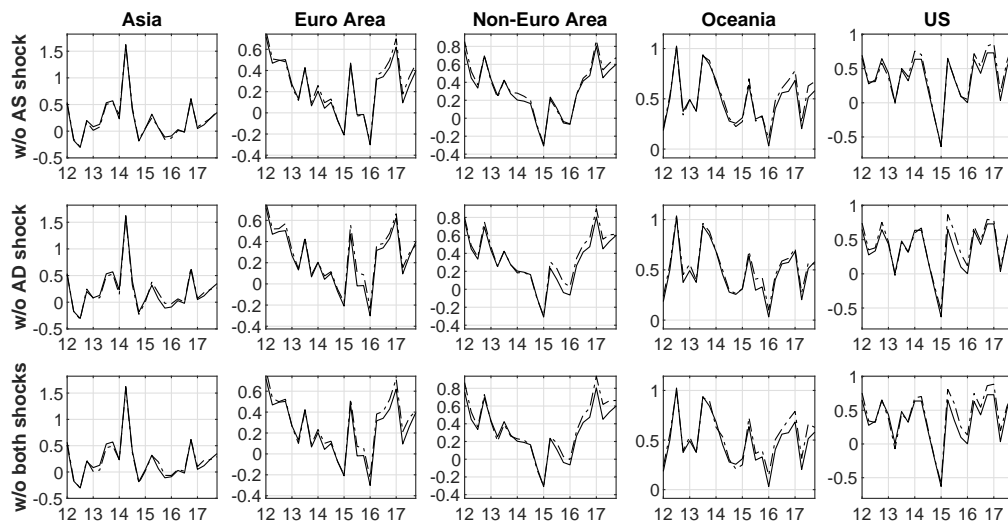 Asia Euro Area Non-Euro Area Oceania US
w/o AS shock
1.5 0.6 0.8 1 1
1 0.4 0.6 0.5
0.5 0.2 0.4 0.5 0
0 0 0.2 -0.5
-0.5 -0.2 0 0
-0.4 -0.2
-0.4
12 13 14 15 16 17 12 13 14 15 16 17 12 13 14 15 16 17 12 13 14 15 16 17 12 13 14 15 16 17
w/o AD shock
1.5 0.6 0.8 1 1
1 0.4 0.6 0.5
0.5 0.2 0.4 0.5 0
0 0 0.2 -0.5
-0.5 -0.2 0 0
-0.4 -0.2
-0.4
12 13 14 15 16 17 12 13 14 15 16 17 12 13 14 15 16 17 12 13 14 15 16 17 12 13 14 15 16 17
w/o both shocks
1.5 0.6 0.8 1 1
1 0.4 0.6 0.5
0.5 0.2 0.4 0.5 0
0 0 0.2 -0.5
-0.5 -0.2 0 0
-0.4 -0.2
-0.4
12 13 14 15 16 17 12 13 14 15 16 17 12 13 14 15 16 17 12 13 14 15 16 17 12 13 14 15 16 17